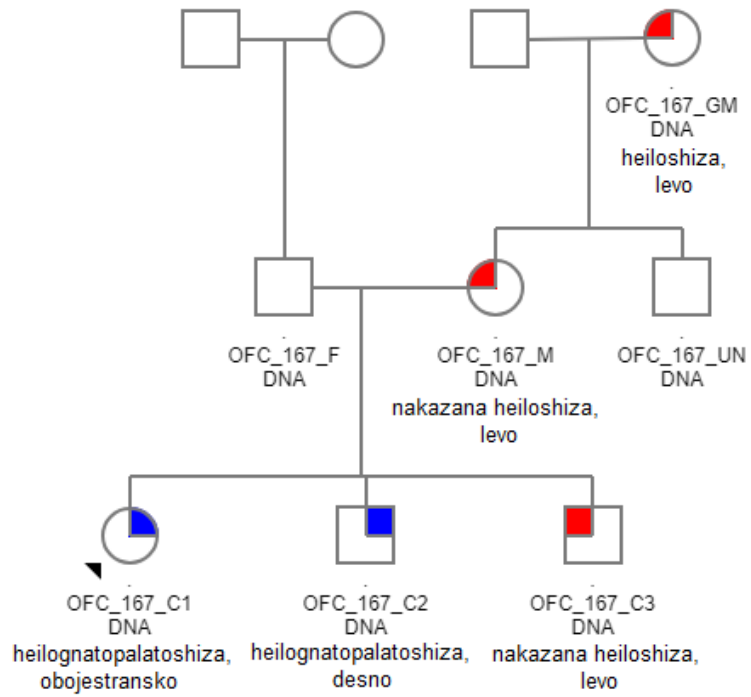 .
OFC_167_GM
DNA
heiloshiza,
levo
.
OFC_167_F
DNA
.
OFC_167_M
DNA
nakazana heiloshiza,
levo
.
OFC_167_UN
DNA
.
OFC_167_C1
DNA
heilognatopalatoshiza,
obojestransko
.
OFC_167_C2
DNA
heilognatopalatoshiza,
desno
.
OFC_167_C3
DNA
nakazana heiloshiza,
levo